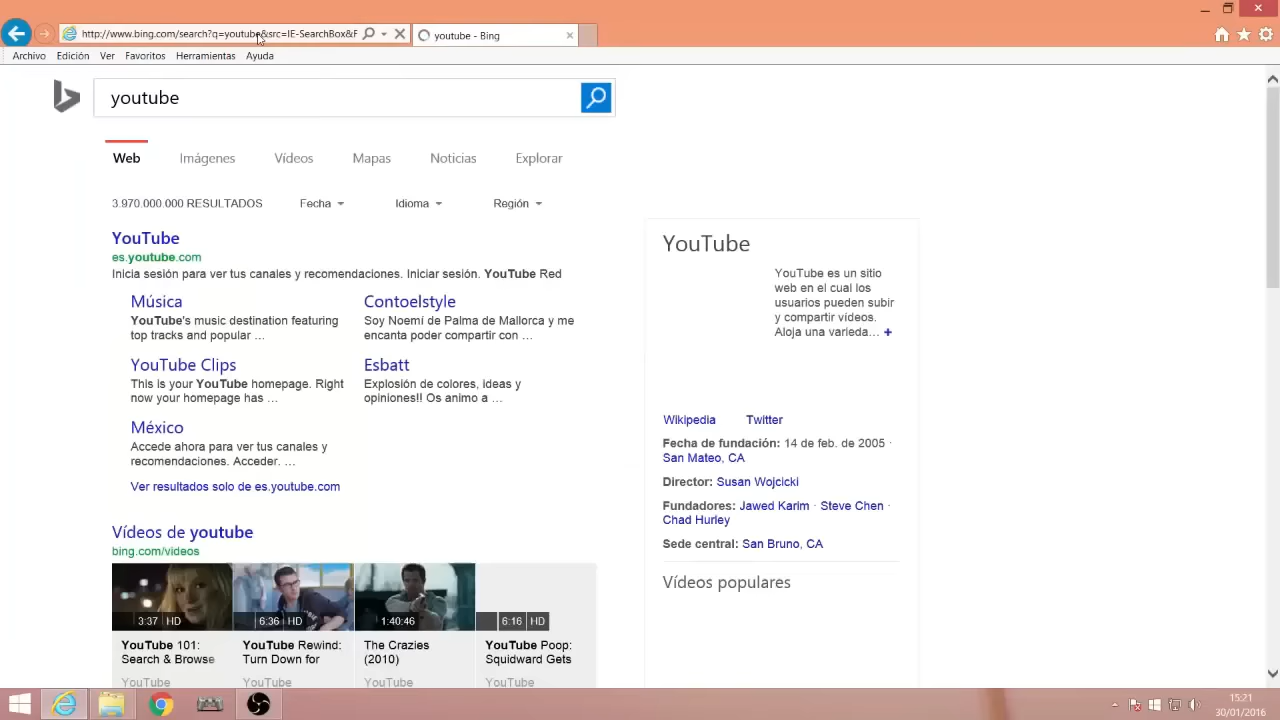 http://www.bing.com/search?q=youtube&src=IE-SearchBox&F
youtube - Bing
Archivo Edición Ver Favoritos Herramientas Ayuda
youtube
Web Imágenes Vídeos Mapas Noticias Explorar
3.970.000.000 RESULTADOS Fecha Idioma Región
YouTube
es.youtube.com
Inicia sesión para ver tus canales y recomendaciones. Iniciar sesión. YouTube Red
Música
YouTube's music destination featuring
top tracks and popular ...
Contoelstyle
Soy Noemí de Palma de Mallorca y me
encanta poder compartir con ...
YouTube Clips
This is your YouTube homepage. Right
now your homepage has ...
Esbatt
Explosión de colores, ideas y
opiniones!! Os animo a ...
México
Accede ahora para ver tus canales y
recomendaciones. Acceder. ...
Ver resultados solo de es.youtube.com
Vídeos de youtube
bing.com/videos
3:37 HD
6:36 HD
1:40:46
6:16 HD
YouTube 101:
Search & Browse
YouTube
YouTube Rewind:
Turn Down for
YouTube
The Crazies
(2010)
YouTube
YouTube Poop:
Squidward Gets
YouTube
YouTube
YouTube es un sitio
web en el cual los
usuarios pueden subir
y compartir vídeos.
Aloja una varieda... +
Wikipedia Twitter
Fecha de fundación: 14 de feb. de 2005 ·
San Mateo, CA
Director: Susan Wojcicki
Fundadores: Jawed Karim · Steve Chen ·
Chad Hurley
Sede central: San Bruno, CA
Vídeos populares
15:21
30/01/2016